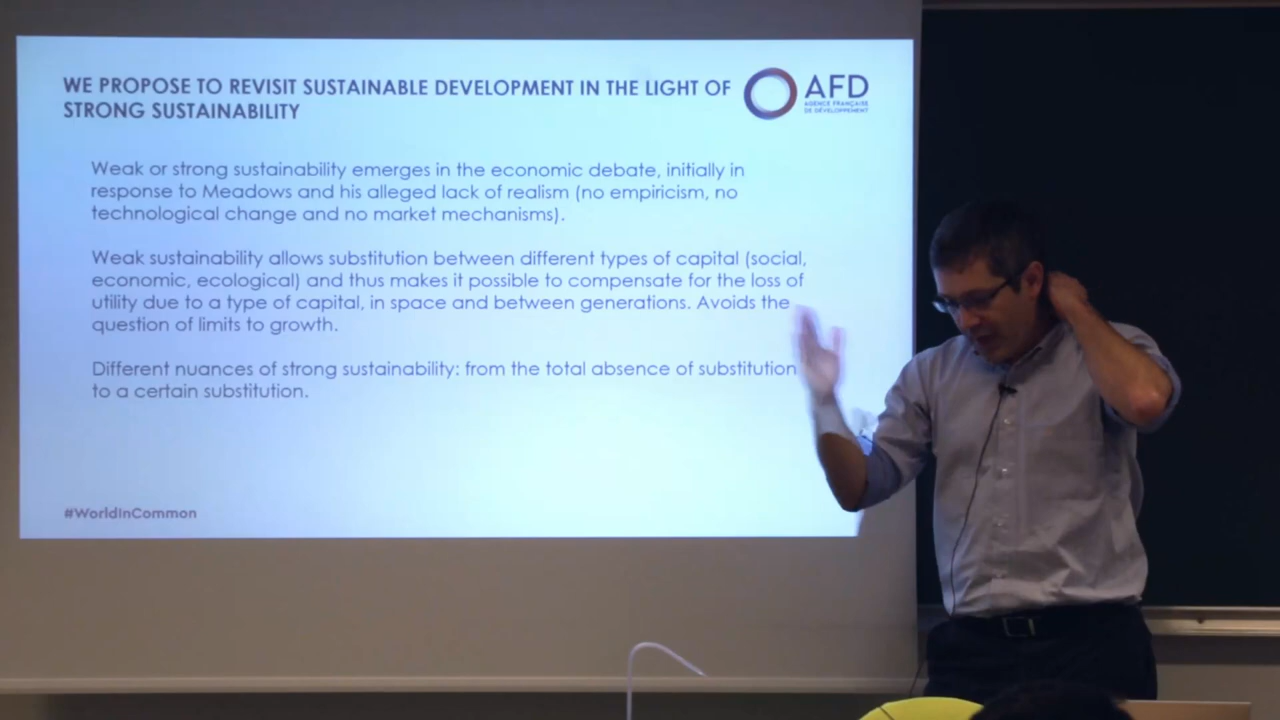 WE PROPOSE TO REVISIT SUSTAINABLE DEVELOPMENT IN THE LIGHT OF
STRONG SUSTAINABILITY
AFD
AGENCE FRANÇAISE
DE DÉVELOPPEMENT
Weak or strong sustainability emerges in the economic debate, initially in
response to Meadows and his alleged lack of realism (no empiricism, no
technological change and no market mechanisms).
Weak sustainability allows substitution between different types of capital (social,
economic, ecological) and thus makes it possible to compensate for the loss of
utility due to a type of capital, in space and between generations. Avoids the
question of limits to growth.
Different nuances of strong sustainability: from the total absence of substitution
to a certain substitution.
#WorldInCommon